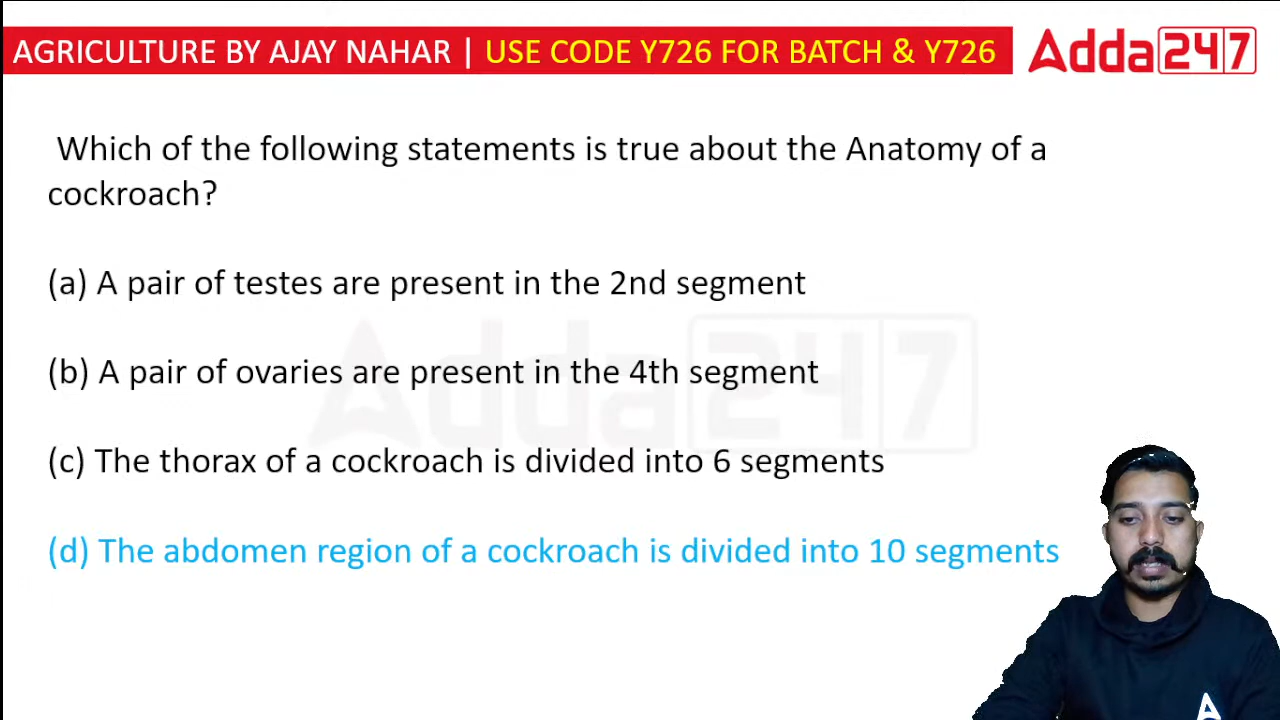 AGRICULTURE BY AJAY NAHAR | USE CODE Y726 FOR BATCH & Y726
Adda247
Which of the following statements is true about the Anatomy of a
cockroach?
(a) A pair of testes are present in the 2nd segment
(b) A pair of ovaries are present in the 4th segment
(c) The thorax of a cockroach is divided into 6 segments
(d) The abdomen region of a cockroach is divided into 10 segments
Adda247